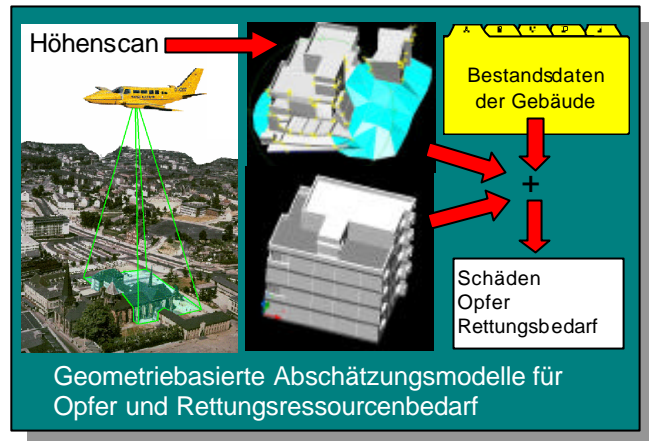 Höhenscan
Bestandsdaten
der Gebäude
+
Schäden
Opfer
Rettungsbedarf
Geometriebasierte Abschätzungsmodelle für
Opfer und Rettungsressourcenbedarf